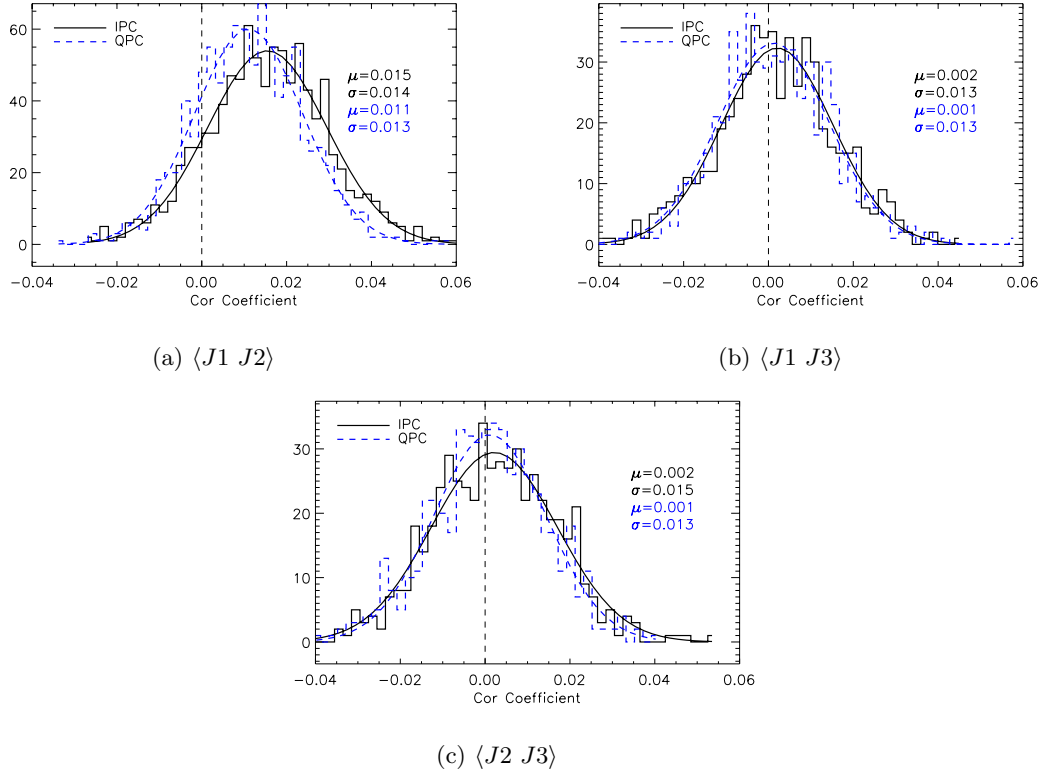 IPC
QPC
μ=0.015
σ=0.014
μ=0.011
σ=0.013
60
40
20
0
-0.04 -0.02 0.00 0.02 0.04 0.06
Cor Coefficient
(a) ⟨J1 J2⟩
IPC
QPC
μ=0.002
σ=0.013
μ=0.001
σ=0.013
30
20
10
0
-0.04 -0.02 0.00 0.02 0.04 0.06
Cor Coefficient
(b) ⟨J1 J3⟩
IPC
QPC
μ=0.002
σ=0.015
μ=0.001
σ=0.013
30
20
10
0
-0.04 -0.02 0.00 0.02 0.04 0.06
Cor Coefficient
(c) ⟨J2 J3⟩